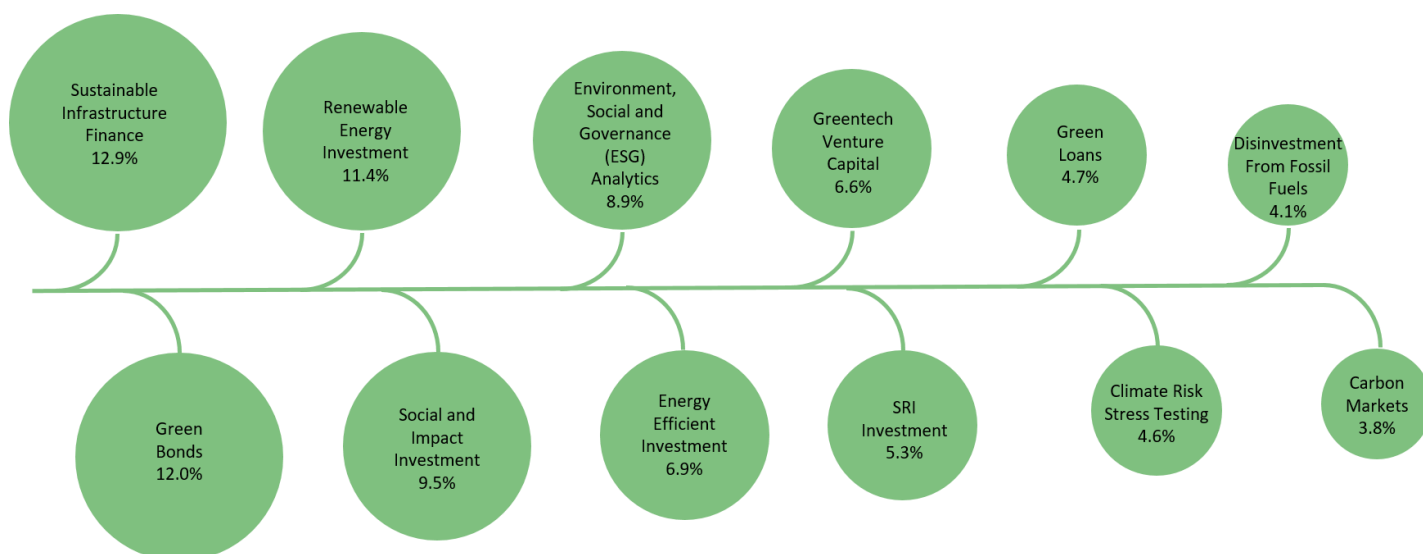 Sustainable
Infrastructure
Finance
12.9%
Renewable
Energy
Investment
11.4%
Environment,
Social and
Governance
(ESG)
Analytics
8.9%
Greentech
Venture
Capital
6.6%
Green
Loans
4.7%
Disinvestment
From Fossil
Fuels
4.1%
Green
Bonds
12.0%
Social and
Impact
Investment
9.5%
Energy
Efficient
Investment
6.9%
SRI
Investment
5.3%
Climate Risk
Stress Testing
4.6%
Carbon
Markets
3.8%